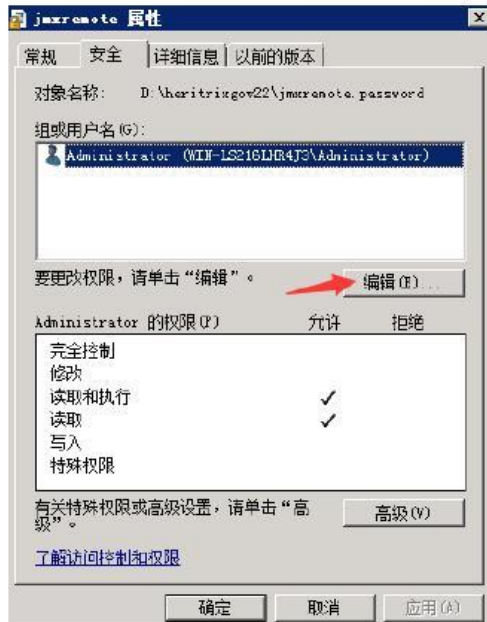 jmxremote 属性
常规 安全 详细信息 以前的版本
对象名称: D:\heritrixgov22\jmxremote.password
组或用户名(G):
Administrator (WIN-LS216LHR4J3\Administrator)
要更改权限，请单击“编辑”。 编辑(E)...
Administrator 的权限(P) 允许 拒绝
完全控制
修改
读取和执行 ✓
读取 ✓
写入
特殊权限
有关特殊权限或高级设置，请单击“高
级”。 高级(V)
了解访问控制和权限
确定 取消 应用(A)